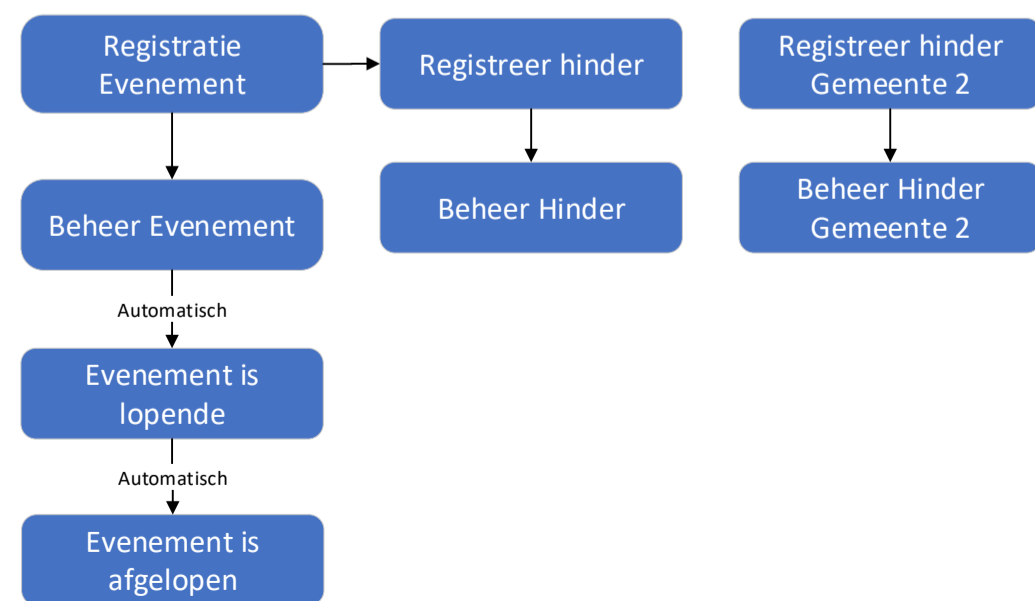 Registratie
Evenement
Registreer hinder
Registreer hinder
Gemeente 2
Beheer Evenement
Beheer Hinder
Beheer Hinder
Gemeente 2
Automatisch
Evenement is
lopende
Automatisch
Evenement is
afgelopen